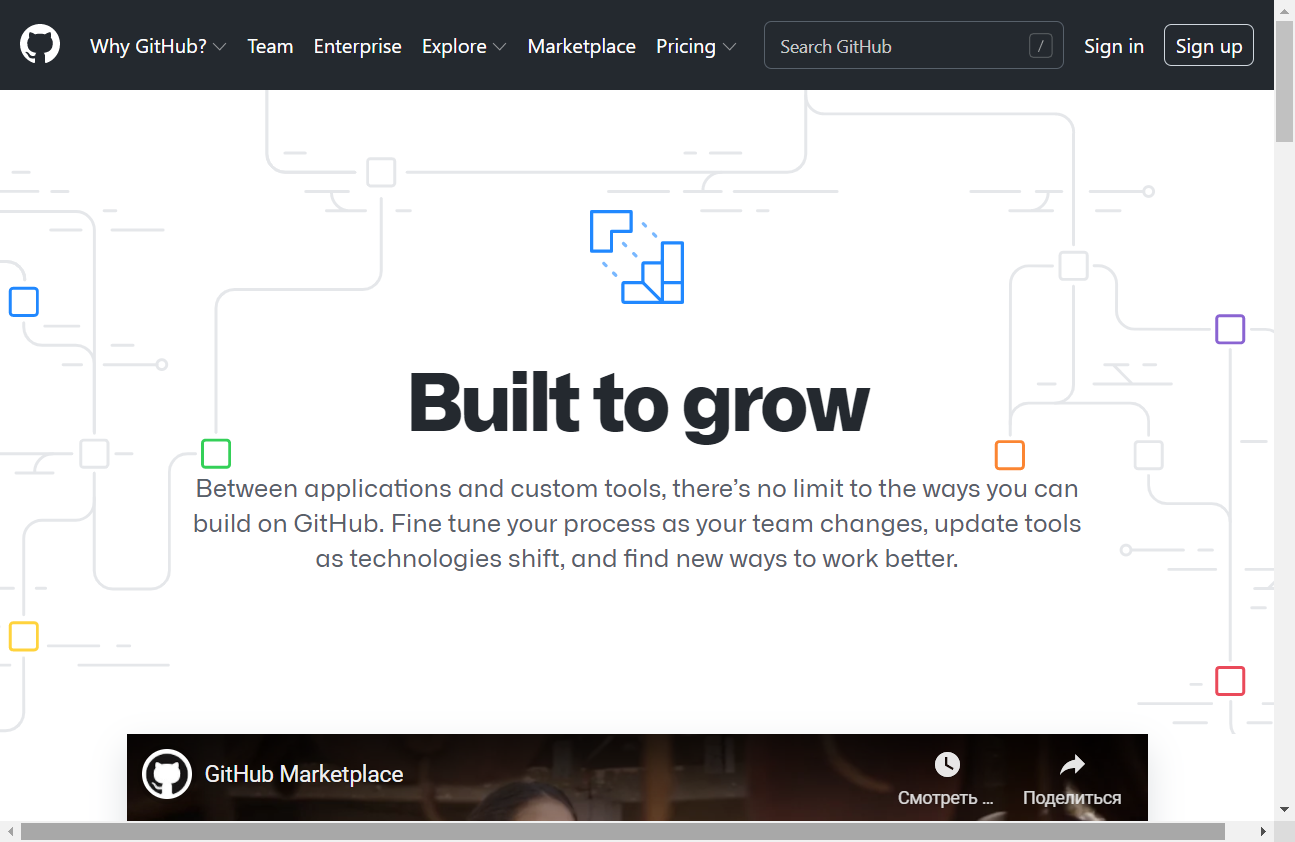 Why GitHub? Team Enterprise Explore Marketplace Pricing Search GitHub / Sign in Sign up
Built to grow
Between applications and custom tools, there’s no limit to the ways you can
build on GitHub. Fine tune your process as your team changes, update tools
as technologies shift, and find new ways to work better.
GitHub Marketplace
Смотреть ... Поделиться